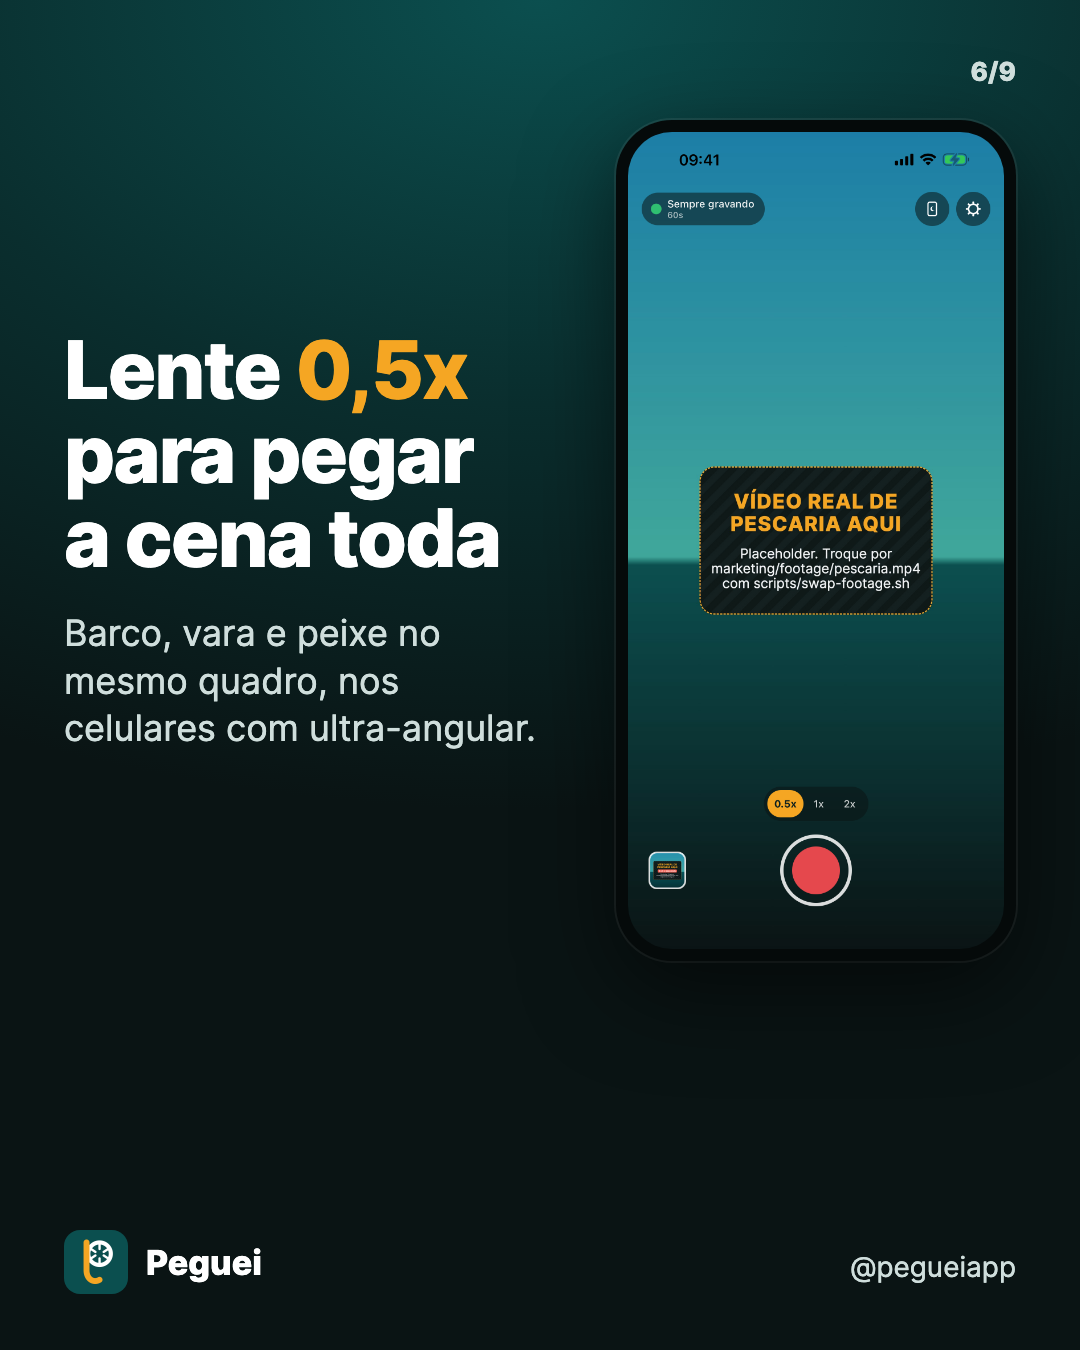 6/9
09:41
Sempre gravando
60s
Lente 0,5x
para pegar
a cena toda
Barco, vara e peixe no
mesmo quadro, nos
celulares com ultra-angular.
VÍDEO REAL DE
PESCARIA AQUI
Placeholder. Troque por
marketing/footage/pescaria.mp4
com scripts/swap-footage.sh
0.5x 1x 2x
Peguei
@pegueiapp